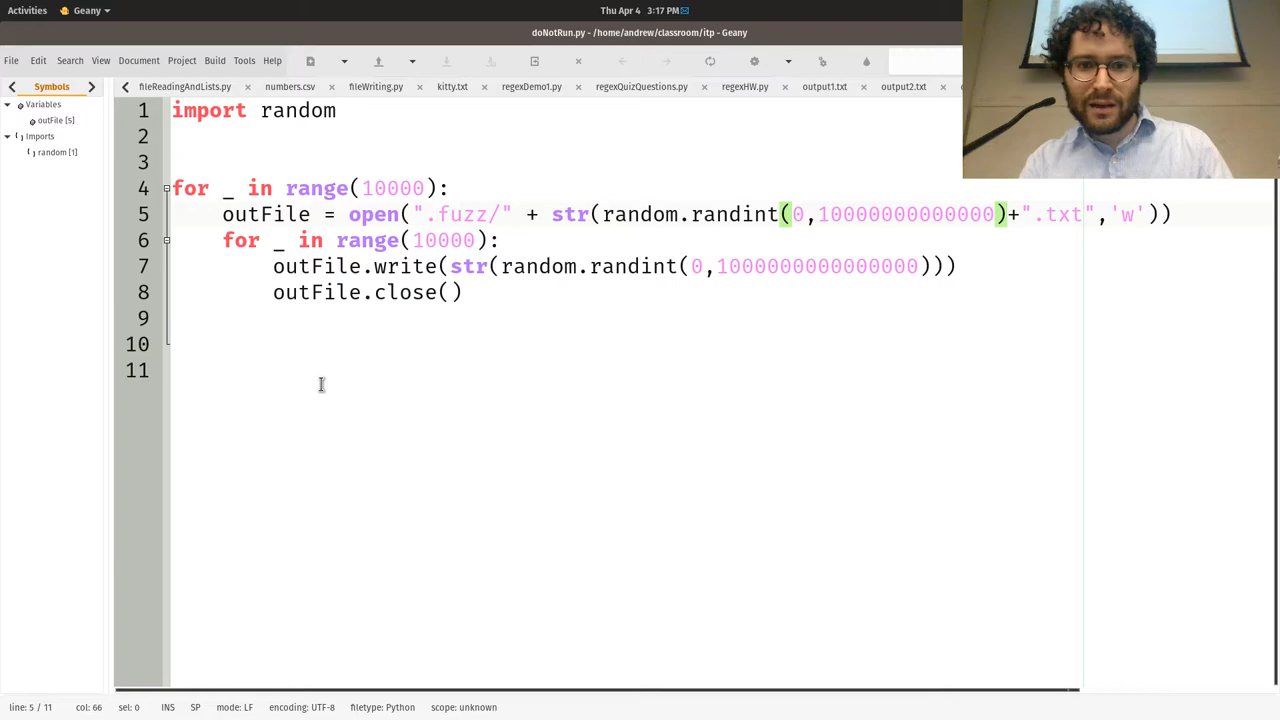 Activities Geany Thu Apr 4 3:17 PM
doNotRun.py - /home/andrew/classroom/itp - Geany
File Edit Search View Document Project Build Tools Help
Symbols fileReadingAndLists.py numbers.csv fileWriting.py kitty.txt regexDemo1.py regexQuizQuestions.py regexHW.py output1.txt output2.txt
Variables
outFile [5]
Imports
random [1]
1 import random
2
3
4 for _ in range(10000):
5 outFile = open(".fuzz/" + str(random.randint(0,10000000000000)+".txt",'w'))
6 for _ in range(10000):
7 outFile.write(str(random.randint(0,1000000000000000)))
8 outFile.close()
9
10
11
line: 5 / 11 col: 66 sel: 0 INS SP mode: LF encoding: UTF-8 filetype: Python scope: unknown